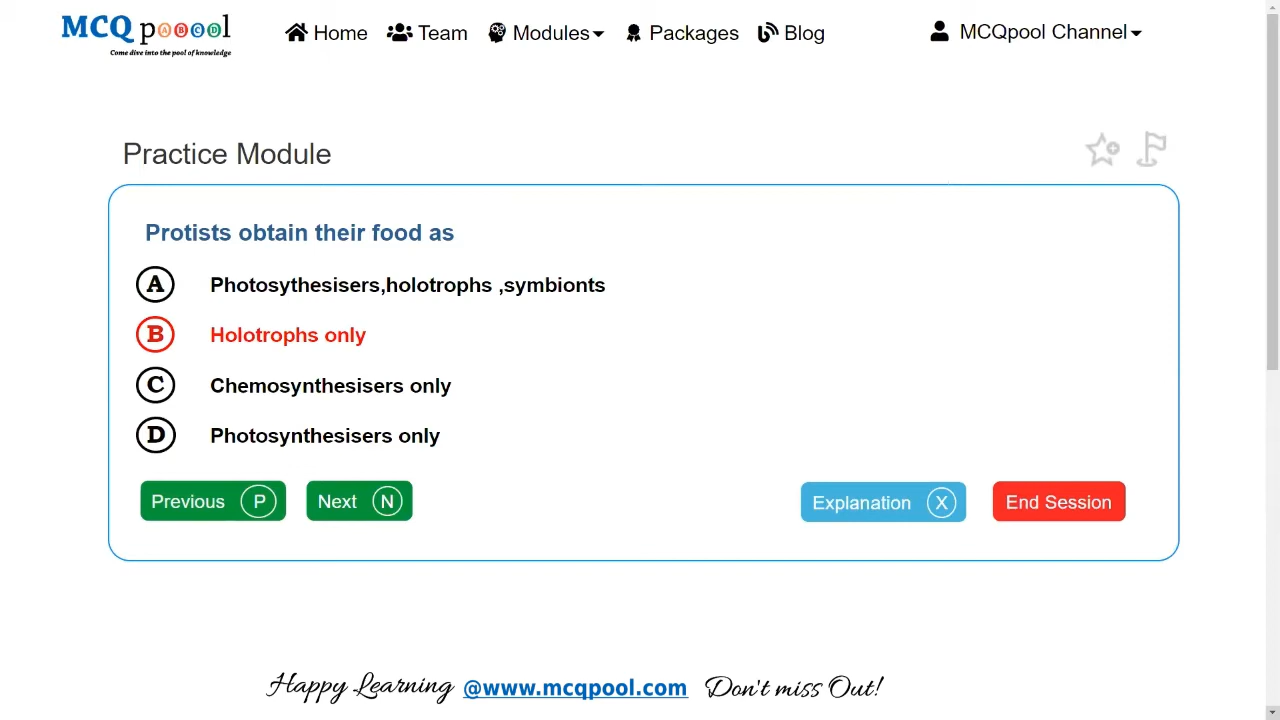 MCQ pooool
Come dive into the pool of knowledge
Home Team Modules Packages Blog MCQpool Channel
Practice Module
Protists obtain their food as
A Photosythesisers,holotrophs ,symbionts
B Holotrophs only
C Chemosynthesisers only
D Photosynthesisers only
Previous P Next N Explanation X End Session
Happy Learning @www.mcqpool.com Don't miss Out!